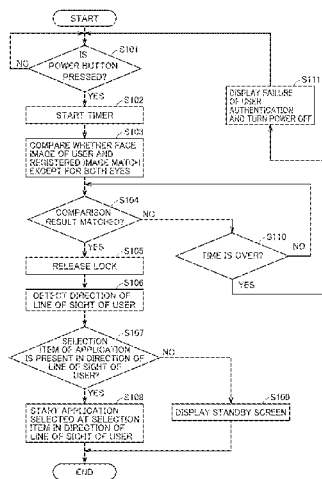 START
S101
IS
POWER BUTTON
PRESSED?
NO
YES
S102
START TIMER
S103
COMPARE WHETHER FACE
IMAGE OF USER AND
REGISTERED IMAGE MATCH
EXCEPT FOR BOTH EYES
S104
COMPARISON
RESULT MATCHED?
NO
YES
S105
RELEASE LOCK
S106
DETECT DIRECTION OF
LINE OF SIGHT OF USER
S107
SELECTION
ITEM OF APPLICATION
IS PRESENT IN DIRECTION OF
LINE OF SIGHT OF
USER?
NO
YES
S108
START APPLICATION
SELECTED AT SELECTION
ITEM IN DIRECTION OF
LINE OF SIGHT OF USER
S109
DISPLAY STANDBY SCREEN
S110
TIME IS OVER?
NO
YES
S111
DISPLAY FAILURE
OF USER
AUTHENTICATION
AND TURN POWER OFF
END